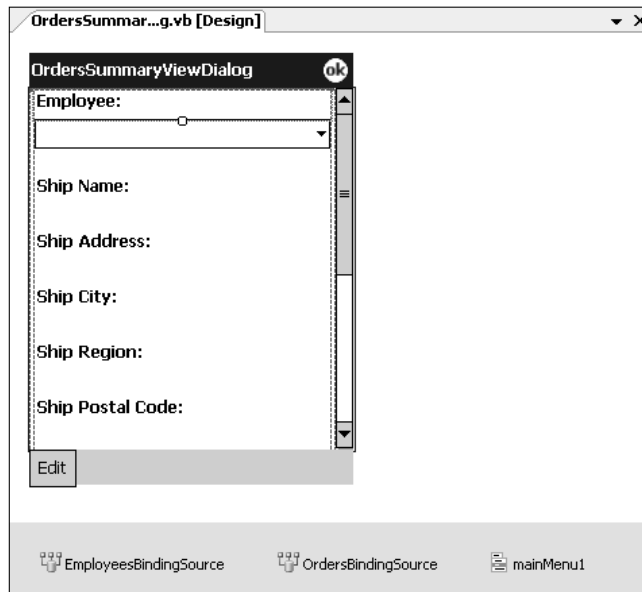 OrdersSummar...g.vb [Design]
OrdersSummaryViewDialog ok
Employee:
Ship Name:
Ship Address:
Ship City:
Ship Region:
Ship Postal Code:
Edit
EmployeesBindingSource OrdersBindingSource mainMenu1